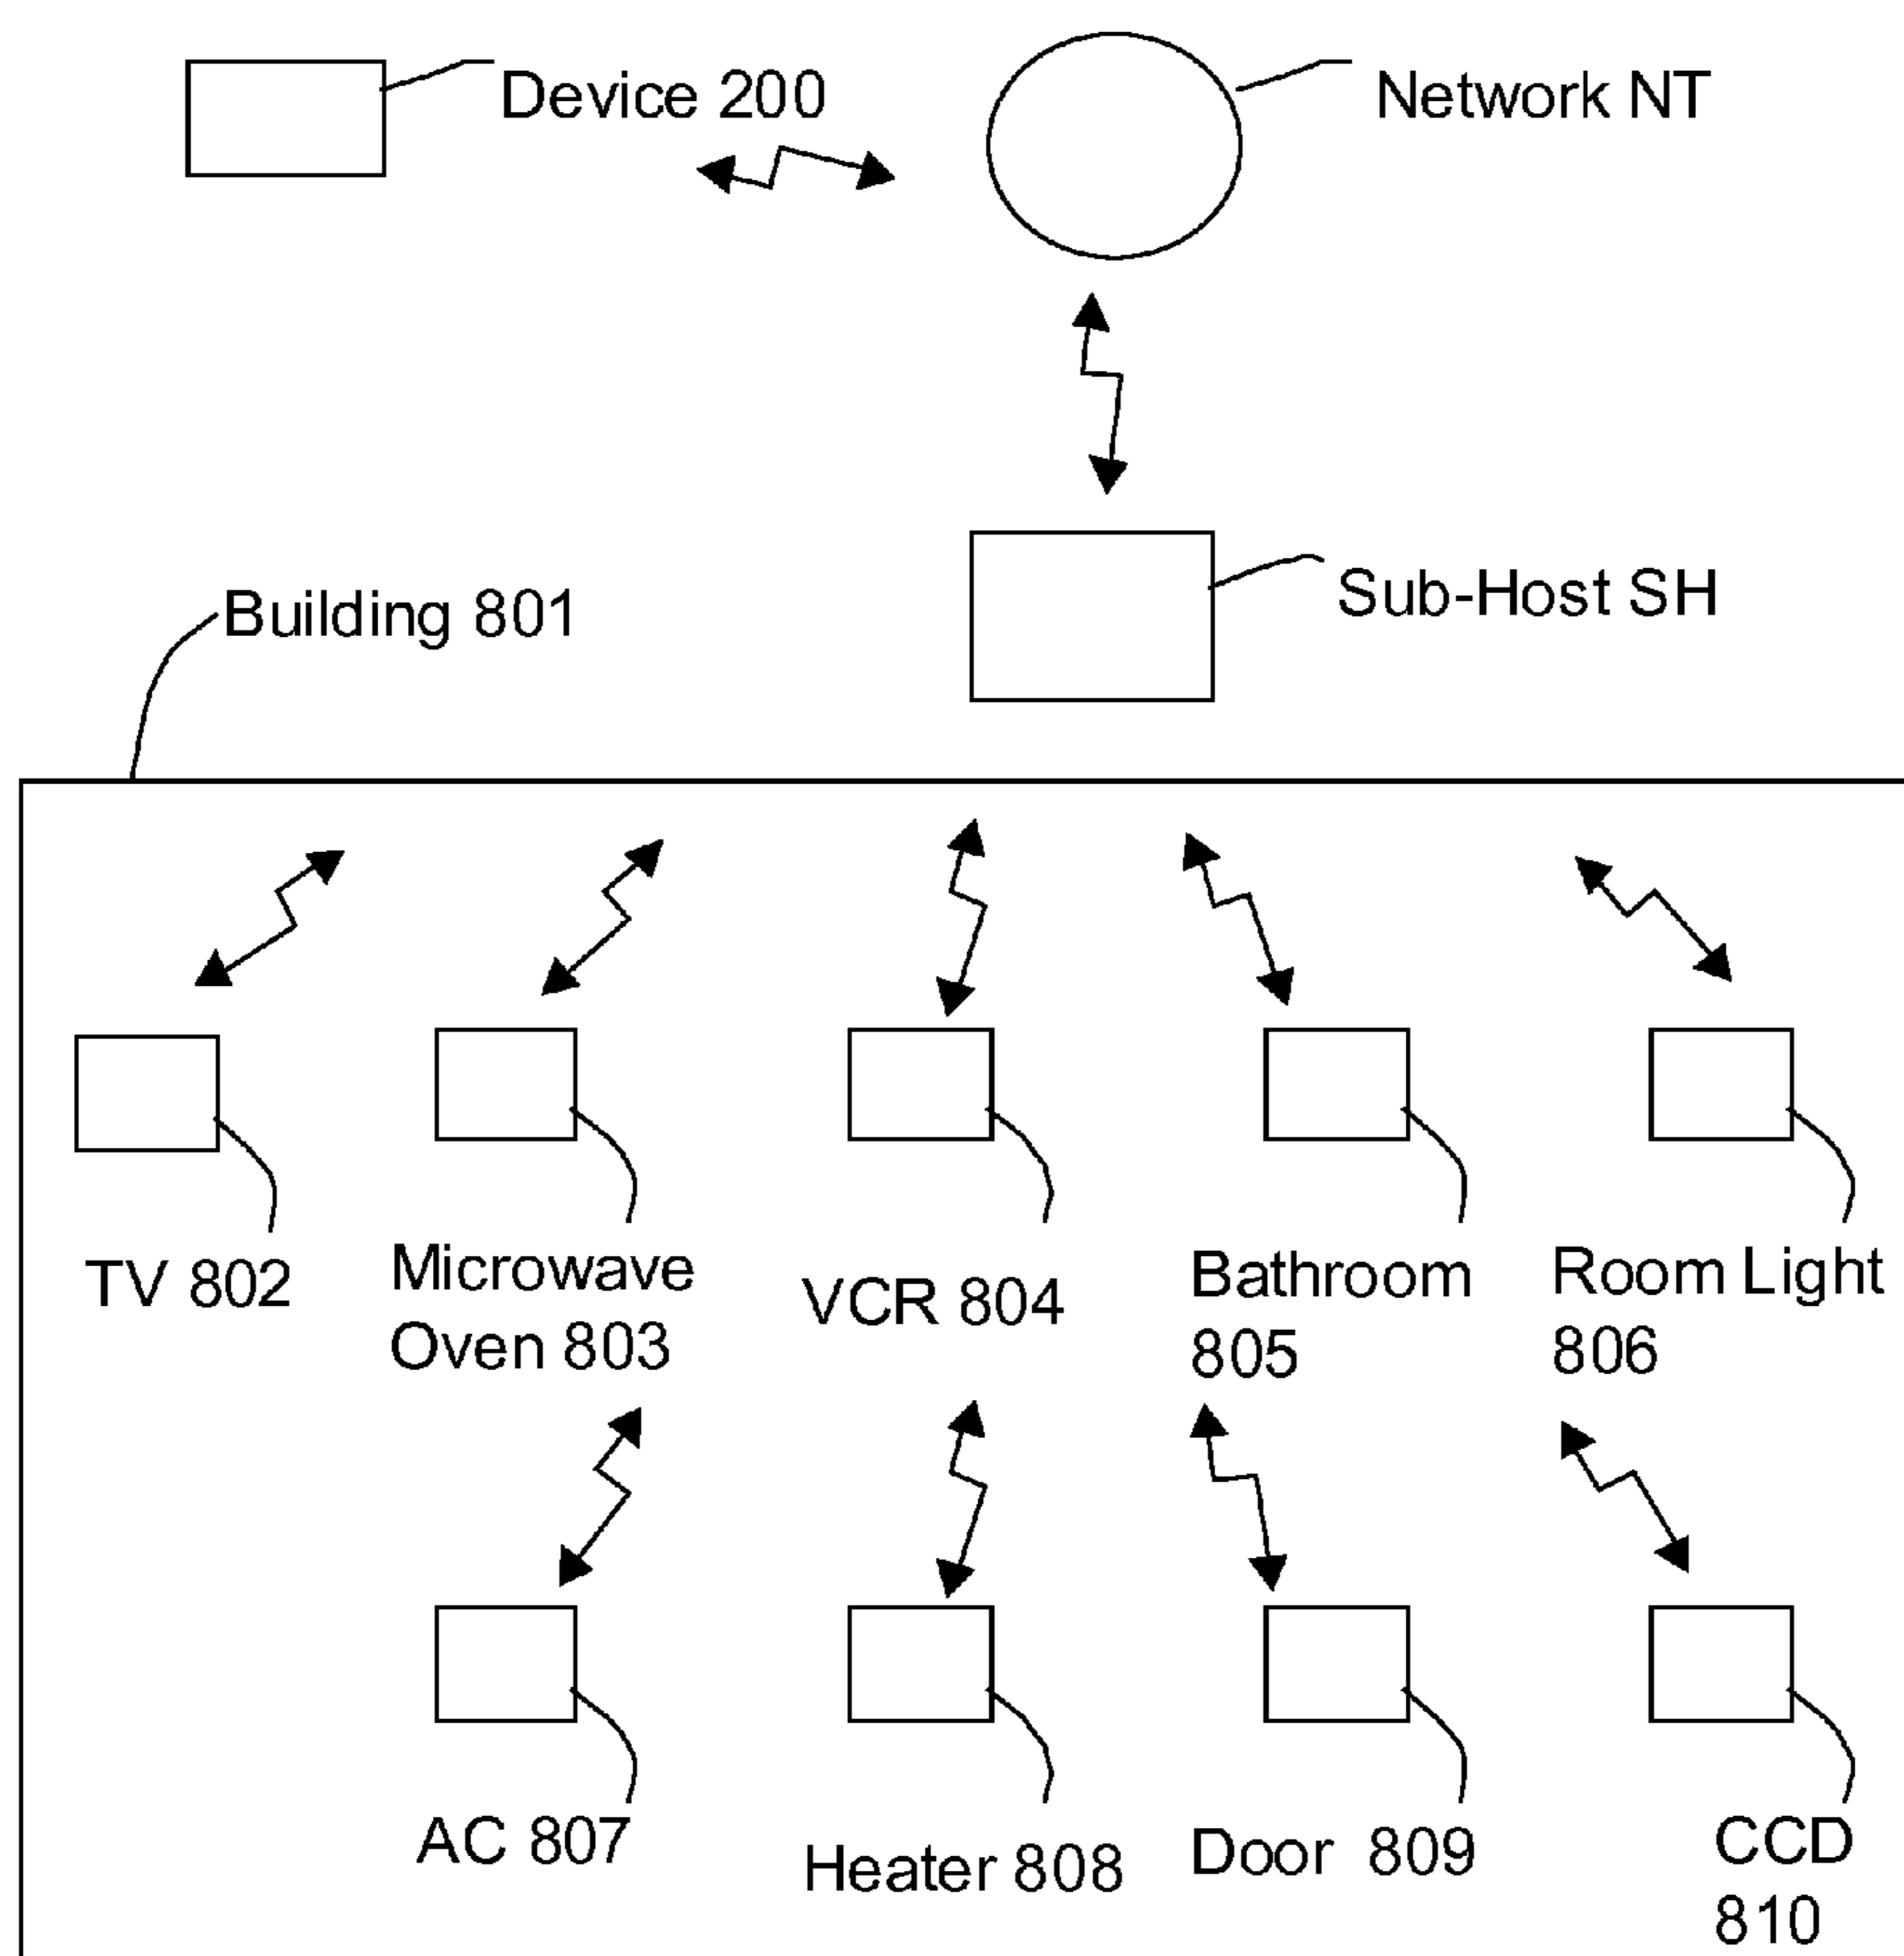 Device 200
Network NT
Sub-Host SH
Building 801
TV 802
Microwave
Oven 803
VCR 804
Bathroom
805
Room Light
806
AC 807
Heater 808
Door 809
CCD
810